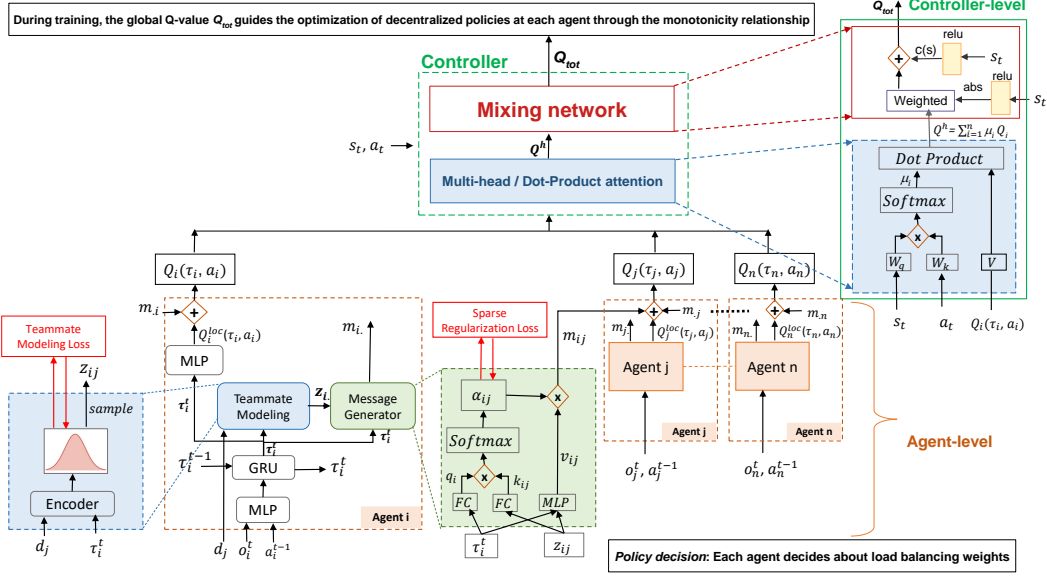 During training, the global Q-value Q_tot guides the optimization of decentralized policies at each agent through the monotonicity relationship
Q_tot
Controller
Mixing network
s_t, a_t
Q^h
Multi-head / Dot-Product attention
Q_tot
Controller-level
relu
c(s)
s_t
+
abs
relu
Weighted
s_t
Q^h = ∑_{i=1}^n μ_i Q_i
Dot Product
μ_i
Softmax
x
W_q
W_k
V
s_t
a_t
Q_i(τ_i, a_i)
Q_i(τ_i, a_i)
Q_j(τ_j, a_j)
Q_n(τ_n, a_n)
m_.i
+
m_i.
Q_i^loc(τ_i, a_i)
MLP
τ_i^t
Teammate Modeling
z_i.
Message Generator
τ_i^t
τ_i^t
τ_i^{t-1}
GRU
τ_i^t
MLP
Agent i
d_j
o_i^t
a_i^{t-1}
Teammate
Modeling Loss
z_ij
sample
Encoder
d_j
τ_i^t
Sparse
Regularization Loss
m_ij
α_ij
x
Softmax
v_ij
q_i
x
k_ij
FC
FC
MLP
τ_i^t
z_ij
+
m_.j
m_j.
Q_j^loc(τ_j, a_j)
Agent j
Agent j
o_j^t, a_j^{t-1}
+
m_.n
m_n.
Q_n^loc(τ_n, a_n)
Agent n
Agent n
o_n^t, a_n^{t-1}
Agent-level
Policy decision: Each agent decides about load balancing weights